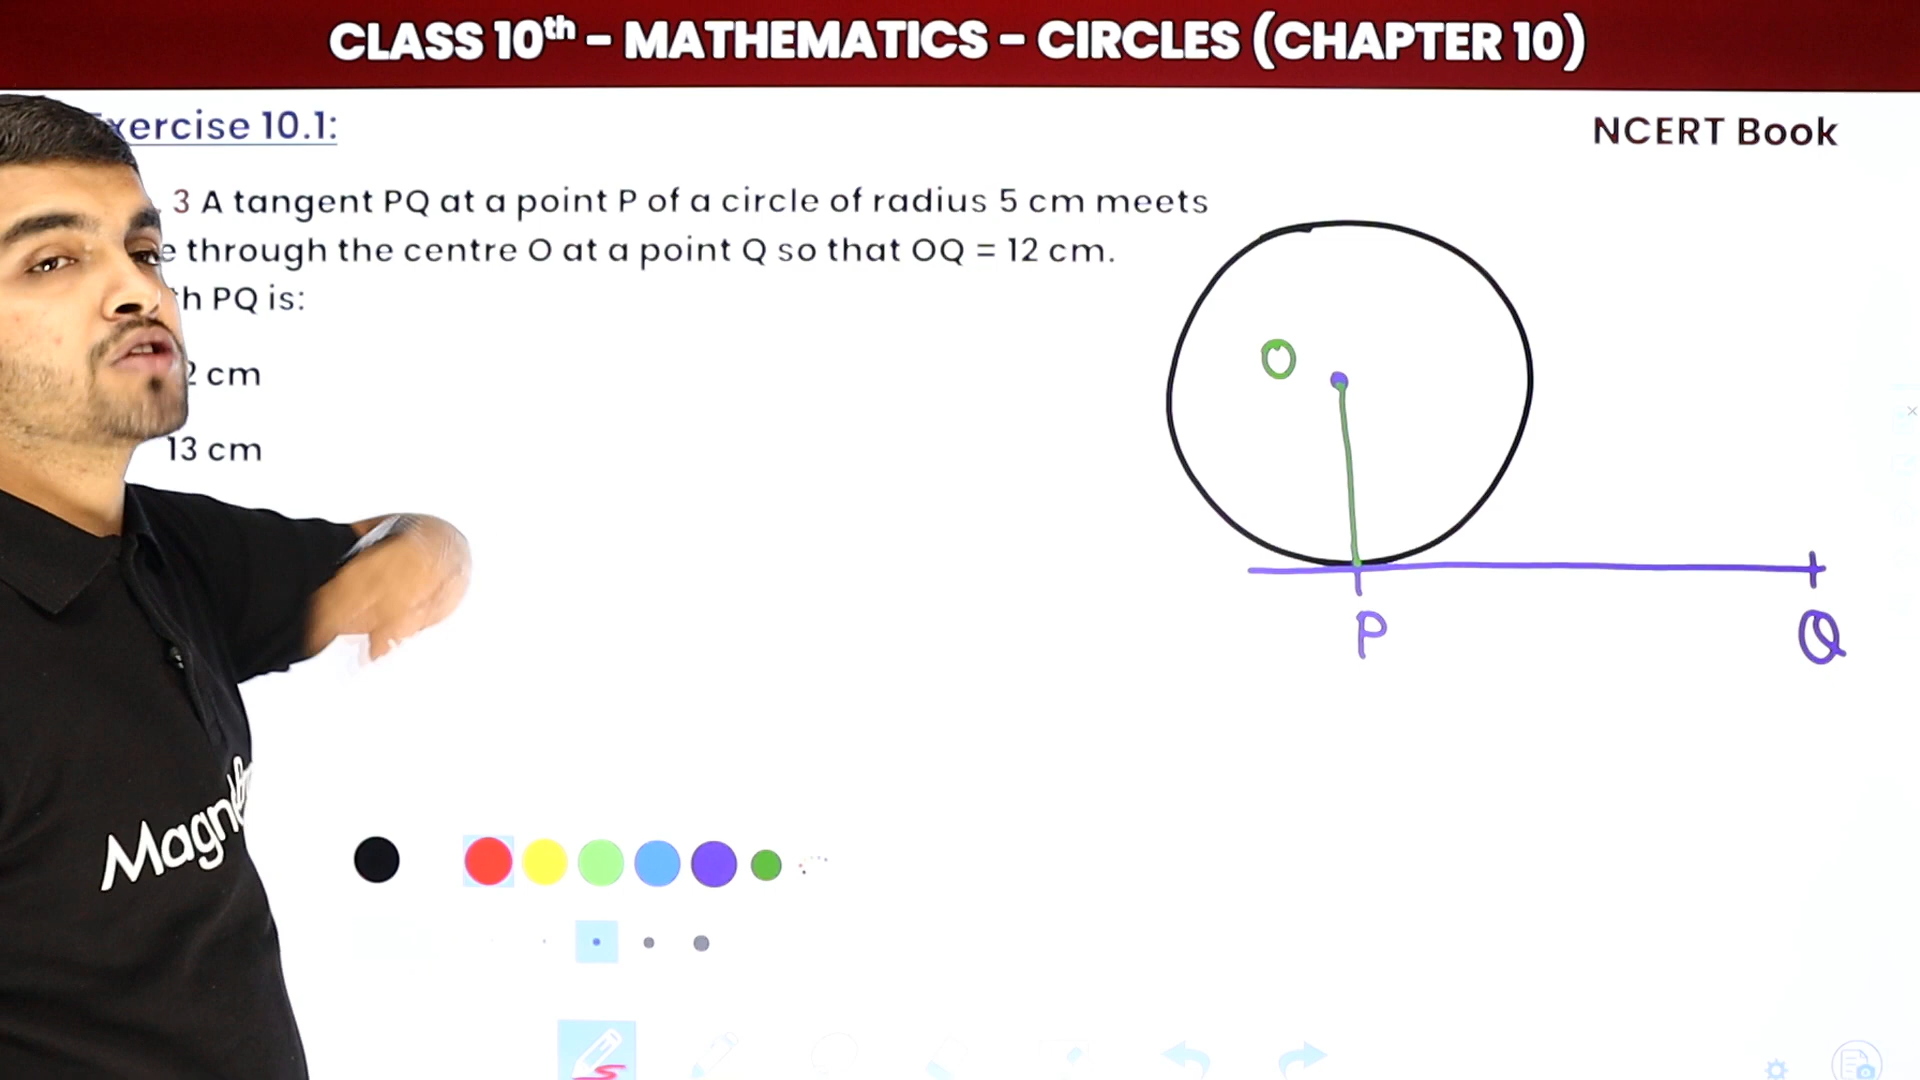 CLASS 10th - MATHEMATICS - CIRCLES (CHAPTER 10)
xercise 10.1:
NCERT Book
. 3 A tangent PQ at a point P of a circle of radius 5 cm meets
e through the centre O at a point Q so that OQ = 12 cm.
h PQ is:
2 cm
13 cm
O
P
Q
Magn